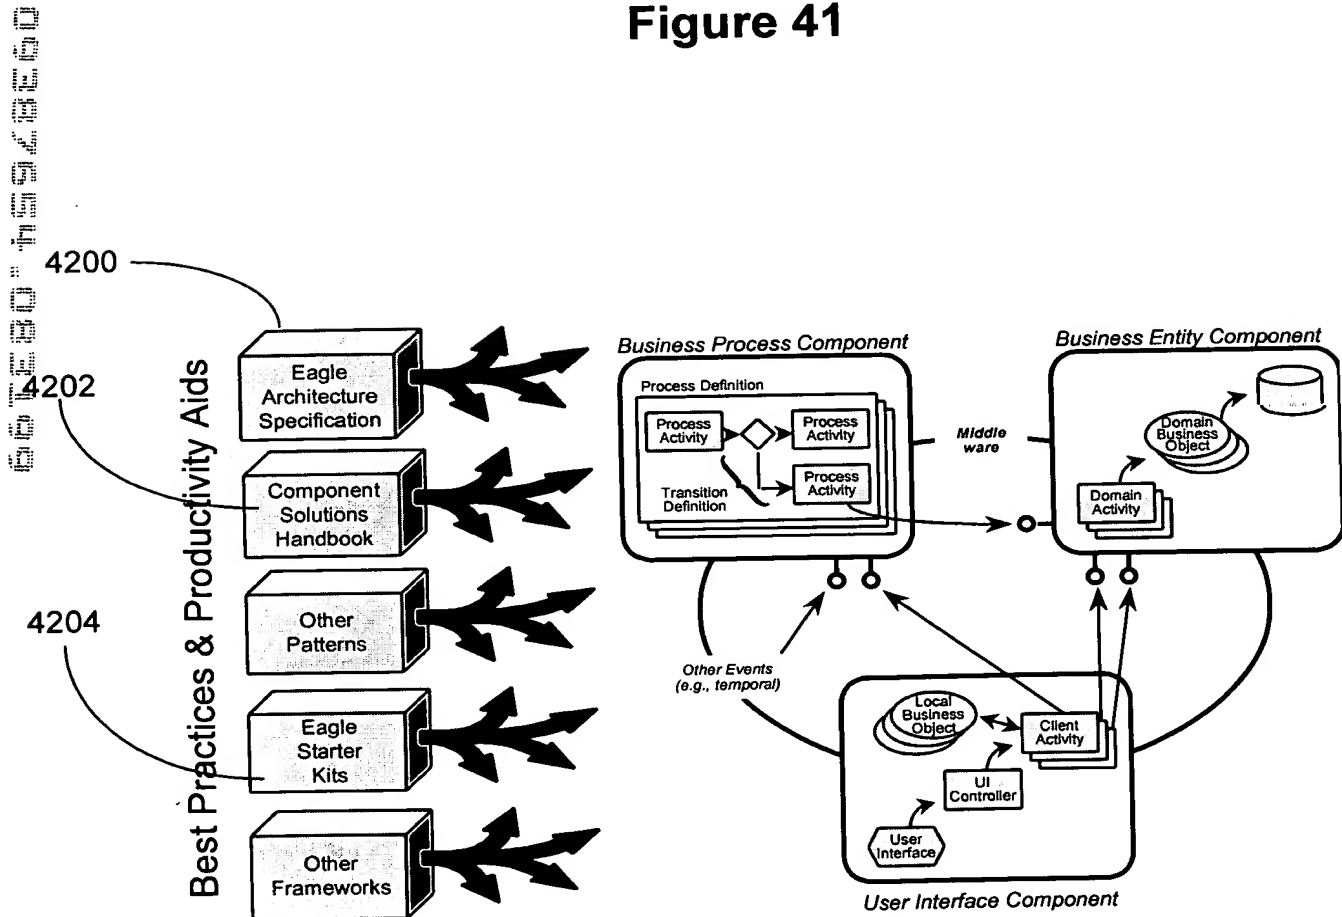 Figure 41
09387654.083199
4200
4202
4204
Best Practices & Productivity Aids
Eagle
Architecture
Specification
Component
Solutions
Handbook
Other
Patterns
Eagle
Starter
Kits
Other
Frameworks
Business Process Component
Process Definition
Process
Activity
Process
Activity
Process
Activity
Transition
Definition
Middle
ware
Business Entity Component
Domain
Business
Object
Domain
Activity
Other Events
(e.g., temporal)
Local
Business
Object
Client
Activity
UI
Controller
User
Interface
User Interface Component